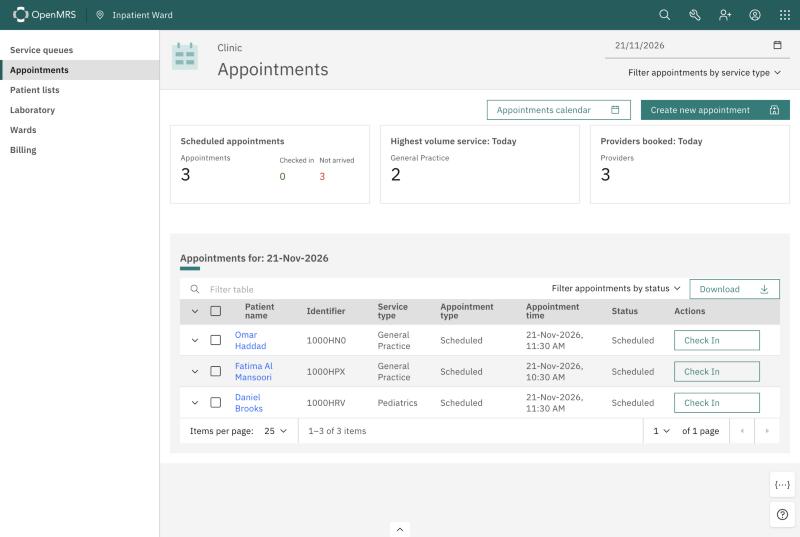 OpenMRS
Inpatient Ward
Service queues
Appointments
Patient lists
Laboratory
Wards
Billing
Clinic
Appointments
21/11/2026
Filter appointments by service type
Appointments calendar
Create new appointment
Scheduled appointments
Appointments
3
Checked in
0
Not arrived
3
Highest volume service: Today
General Practice
2
Providers booked: Today
Providers
3
Appointments for: 21-Nov-2026
Filter table
Filter appointments by status
Download
Patient name Identifier Service type Appointment type Appointment time Status Actions
Omar Haddad 1000HN0 General Practice Scheduled 21-Nov-2026, 11:30 AM Scheduled Check In
Fatima Al Mansoori 1000HPX General Practice Scheduled 21-Nov-2026, 10:30 AM Scheduled Check In
Daniel Brooks 1000HRV Pediatrics Scheduled 21-Nov-2026, 11:30 AM Scheduled Check In
Items per page: 25 1–3 of 3 items 1 of 1 page